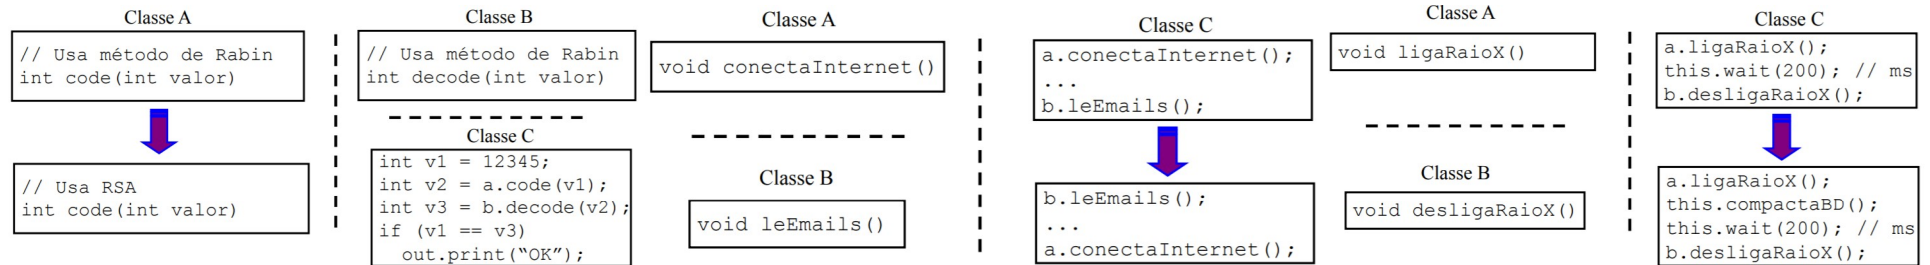 Classe A
// Usa método de Rabin
int code(int valor)
// Usa RSA
int code(int valor)
Classe B
// Usa método de Rabin
int decode(int valor)
Classe C
int v1 = 12345;
int v2 = a.code(v1);
int v3 = b.decode(v2);
if (v1 == v3)
out.print(“OK”);
Classe A
void conectaInternet()
Classe B
void leEmails()
Classe C
a.conectaInternet();
...
b.leEmails();
b.leEmails();
...
a.conectaInternet();
Classe A
void ligaRaioX()
Classe B
void desligaRaioX()
Classe C
a.ligaRaioX();
this.wait(200); // ms
b.desligaRaioX();
a.ligaRaioX();
this.compactaBD();
this.wait(200); // ms
b.desligaRaioX();